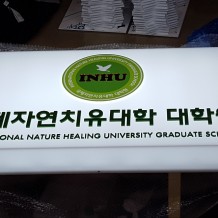 INHU
제자연치유대학 대학
ONAL NATURE HEALING UNIVERSITY GRADUATE SC